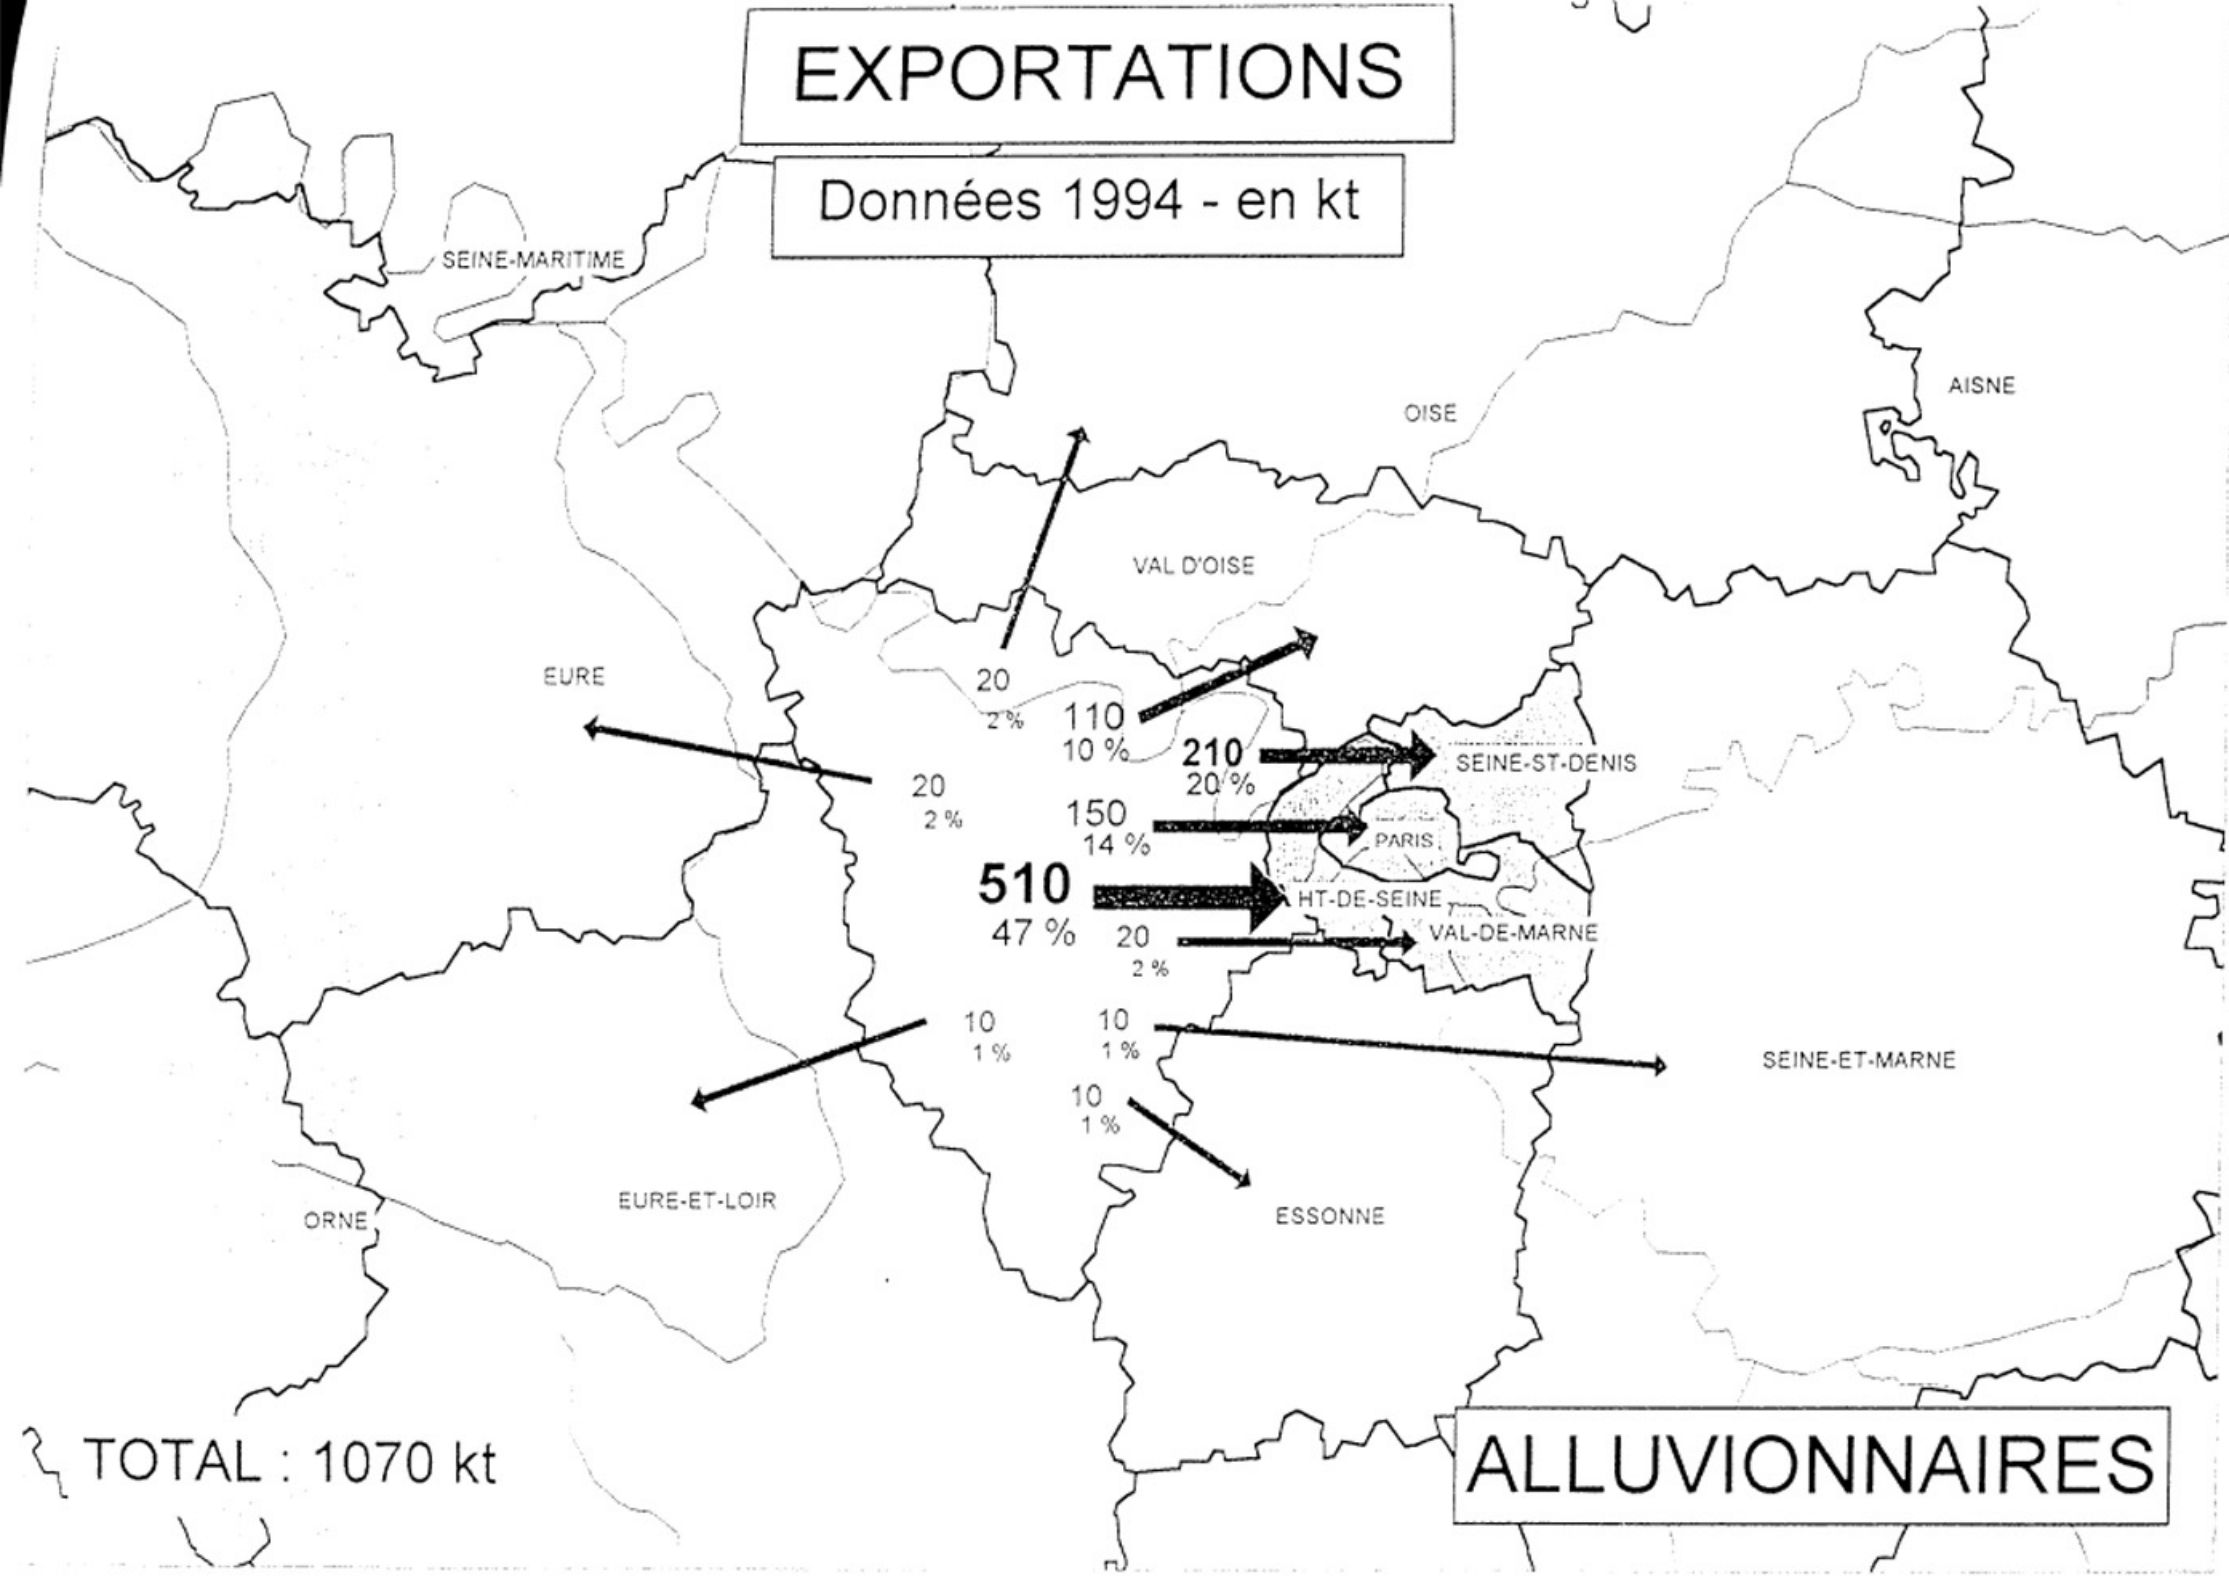 EXPORTATIONS
Données 1994 - en kt
SEINE-MARITIME
AISNE
OISE
VAL D'OISE
EURE
20
2 %
110
10 %
210
20 %
SEINE-ST-DENIS
20
2 %
150
14 %
PARIS
510
47 %
HT-DE-SEINE
20
2 %
VAL-DE-MARNE
10
1 %
10
1 %
SEINE-ET-MARNE
10
1 %
EURE-ET-LOIR
ORNE
ESSONNE
TOTAL : 1070 kt
ALLUVIONNAIRES